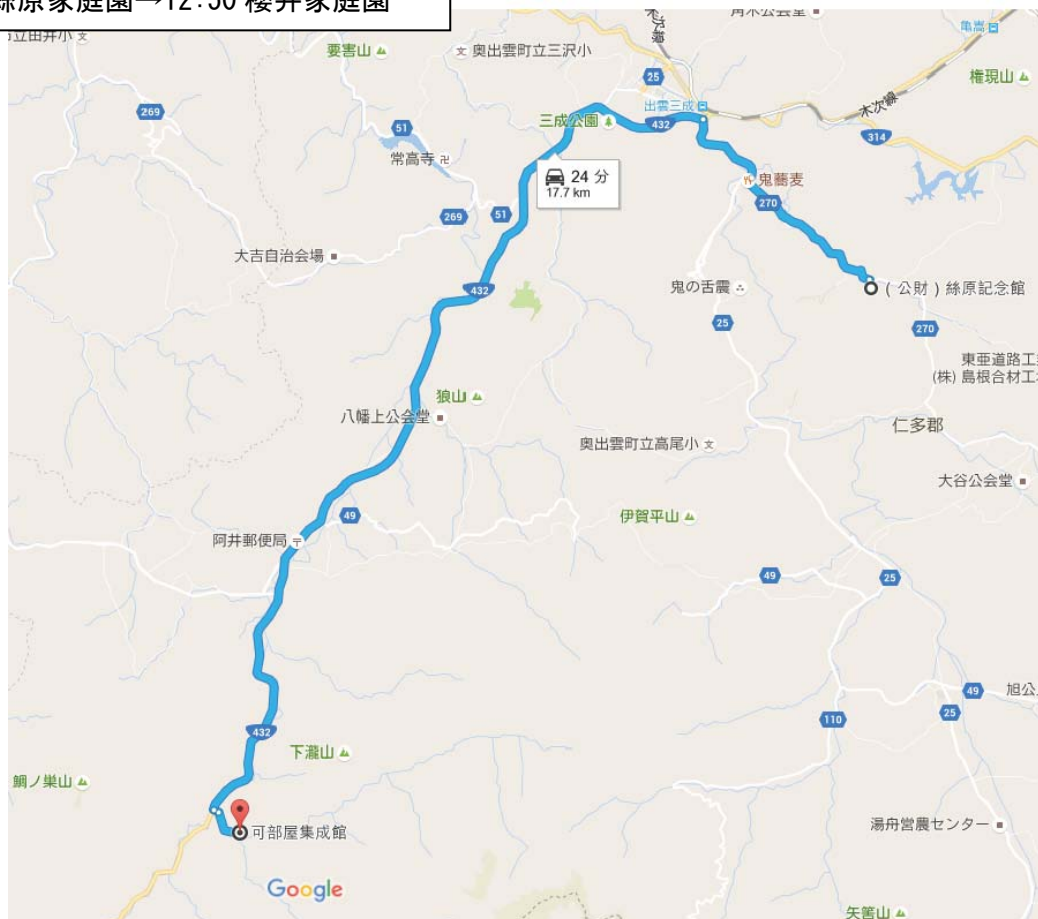 絲原家庭園→12:50 櫻井家庭園
立田井小
要害山
奥出雲町立三沢小
木次線
角木公会堂
亀嵩
権現山
25
出雲三成
269
51
三成公園
432
木次線
314
常高寺
24 分
17.7 km
鬼蕎麦
270
269
51
大吉自治会場
432
鬼の舌震
(公財)絲原記念館
25
270
東亜道路工
(株)島根合材工
狼山
八幡上公会堂
仁多郡
奥出雲町立高尾小
大谷公会堂
49
伊賀平山
阿井郵便局
49
25
49
旭公
25
110
432
下瀧山
鯛ノ巣山
可部屋集成館
湯舟営農センター
Google
矢筈山